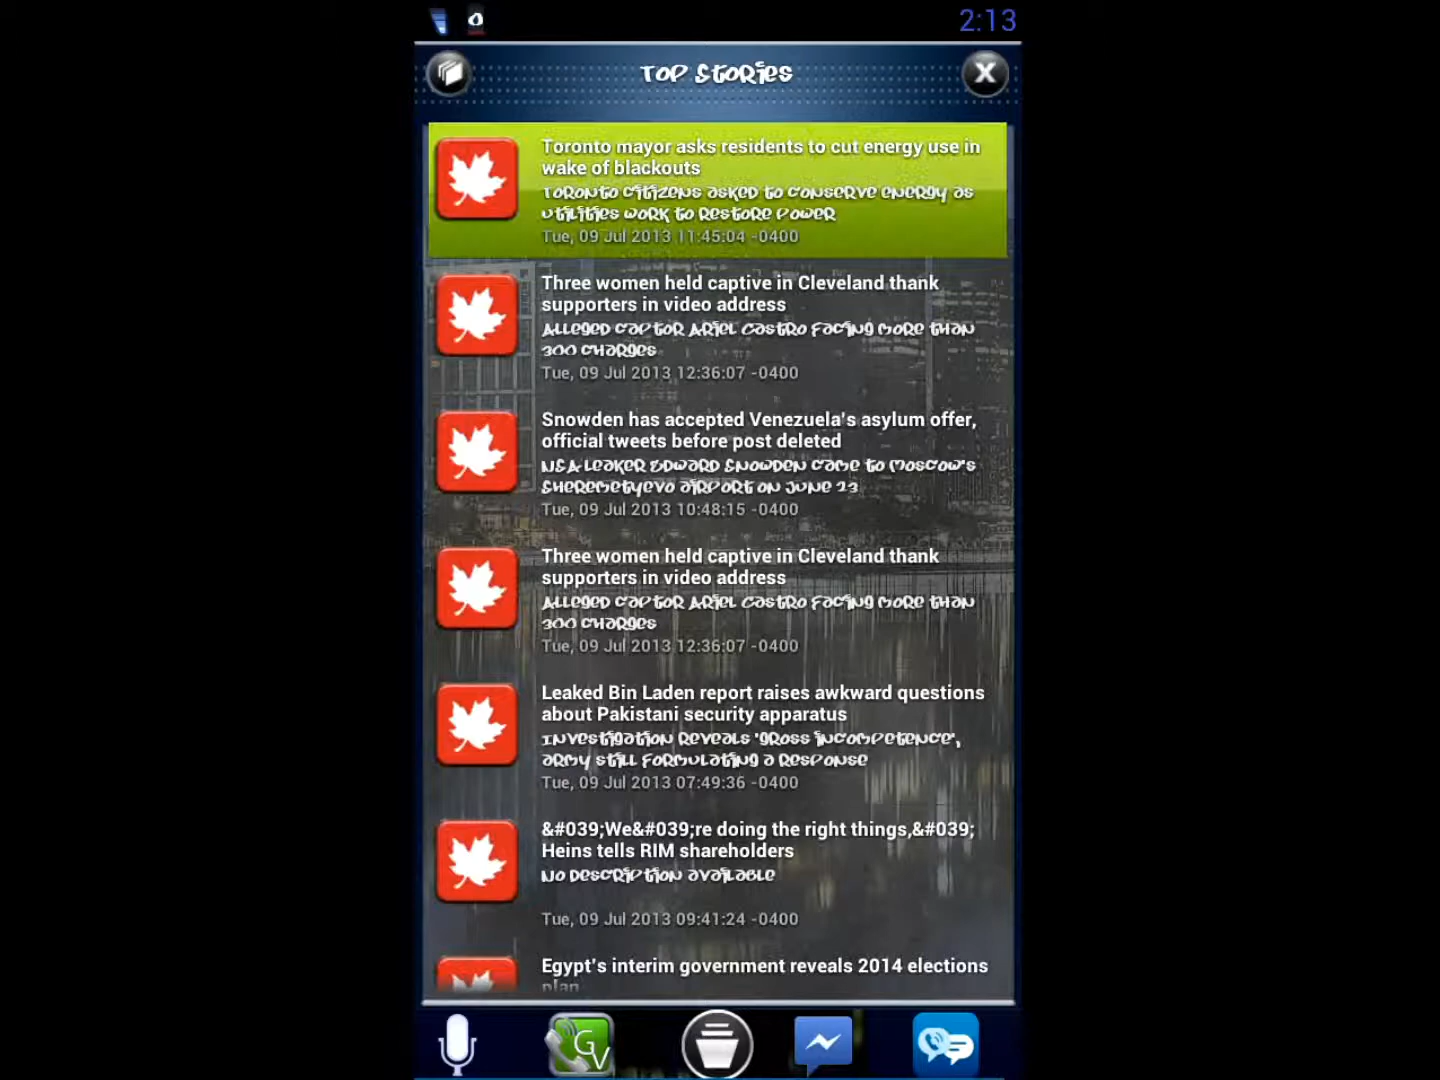 2:13
Top Stories
Toronto mayor asks residents to cut energy use in
wake of blackouts
Toronto citizens asked to conserve energy as
utilities work to restore power
Tue, 09 Jul 2013 11:45:04 -0400
Three women held captive in Cleveland thank
supporters in video address
Alleged captor Ariel Castro facing more than
300 charges
Tue, 09 Jul 2013 12:36:07 -0400
Snowden has accepted Venezuela's asylum offer,
official tweets before post deleted
NSA leaker Edward Snowden came to Moscow's
Sheremetyevo airport on June 23
Tue, 09 Jul 2013 10:48:15 -0400
Three women held captive in Cleveland thank
supporters in video address
Alleged captor Ariel Castro facing more than
300 charges
Tue, 09 Jul 2013 12:36:07 -0400
Leaked Bin Laden report raises awkward questions
about Pakistani security apparatus
Investigation reveals 'gross incompetence',
army still formulating a response
Tue, 09 Jul 2013 07:49:36 -0400
&#039;We&#039;re doing the right things,&#039;
Heins tells RIM shareholders
No description available
Tue, 09 Jul 2013 09:41:24 -0400
Egypt's interim government reveals 2014 elections
plan
GV